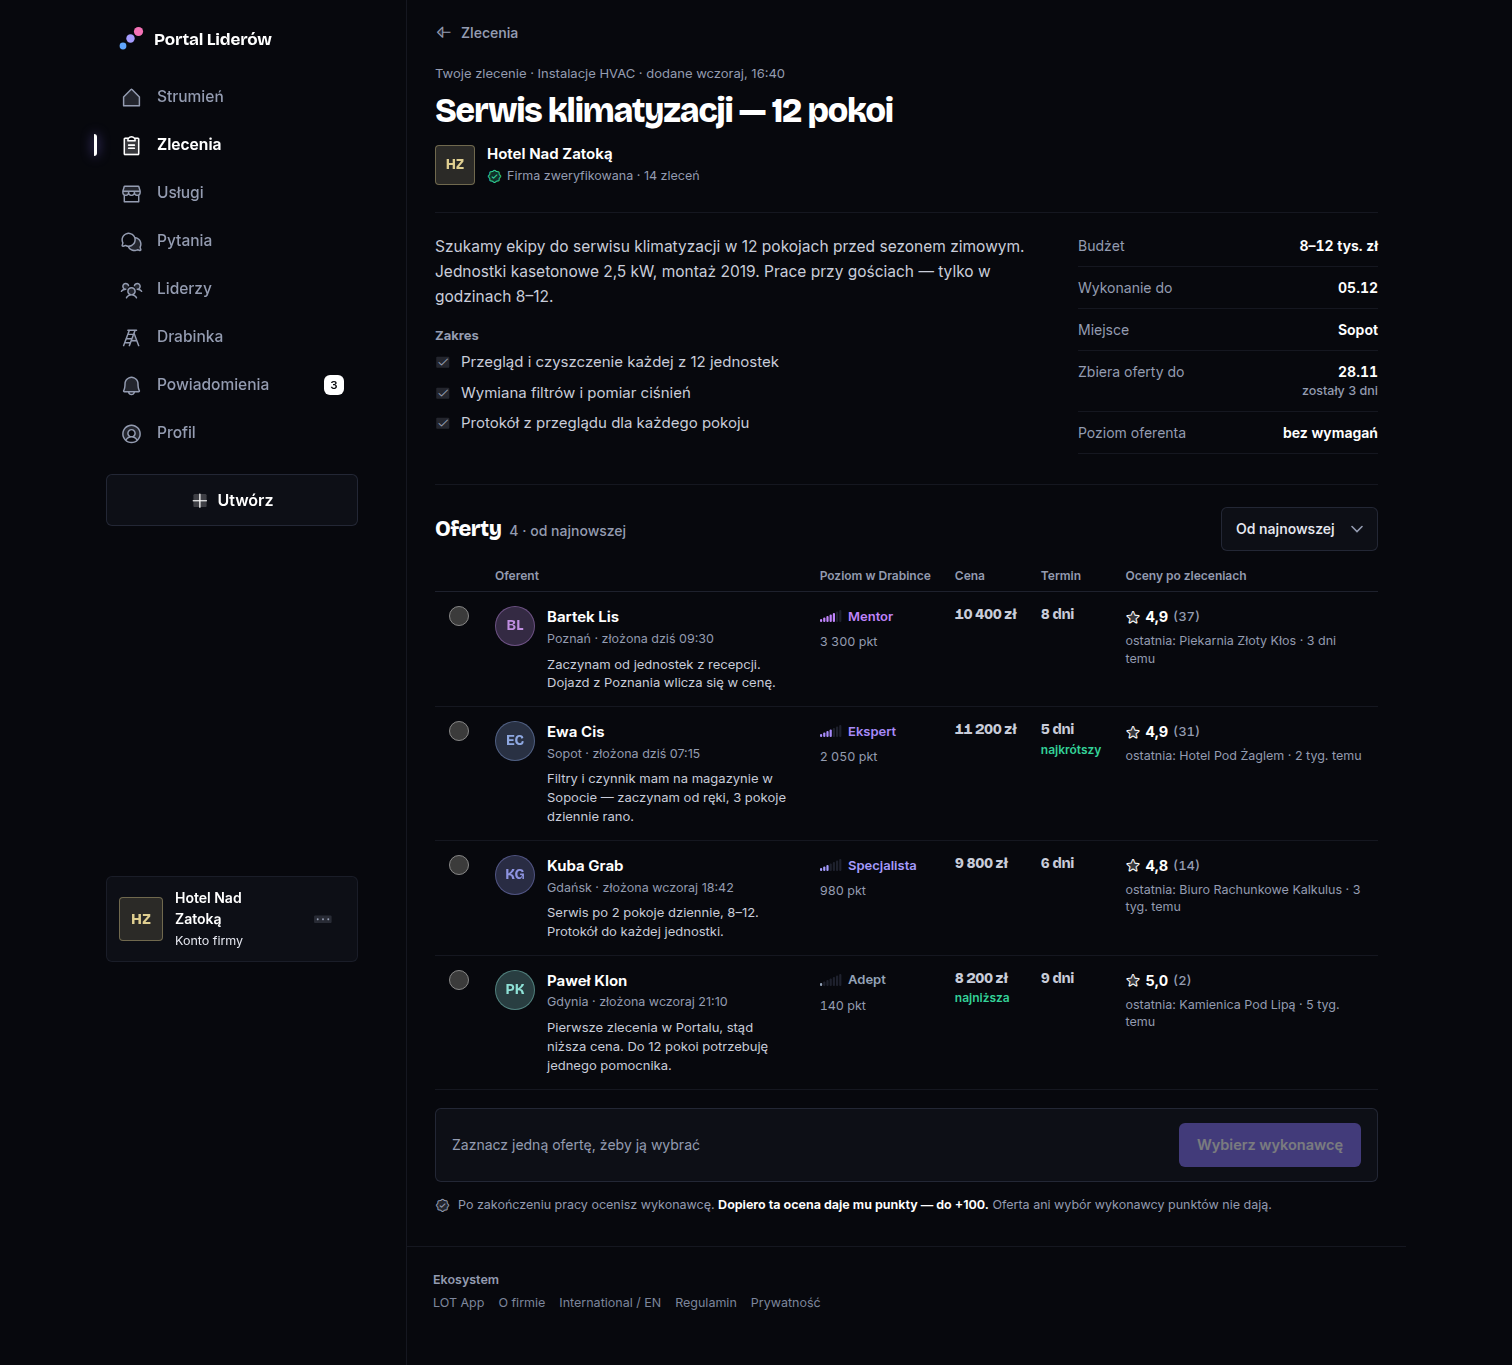 Portal Liderów
Strumień
Zlecenia
Usługi
Pytania
Liderzy
Drabinka
Powiadomienia 3
Profil
Utwórz
HZ
Hotel Nad
Zatoką
Konto firmy
Zlecenia
Twoje zlecenie · Instalacje HVAC · dodane wczoraj, 16:40
Serwis klimatyzacji — 12 pokoi
HZ
Hotel Nad Zatoką
Firma zweryfikowana · 14 zleceń
Szukamy ekipy do serwisu klimatyzacji w 12 pokojach przed sezonem zimowym.
Jednostki kasetonowe 2,5 kW, montaż 2019. Prace przy gościach — tylko w
godzinach 8–12.
Zakres
Przegląd i czyszczenie każdej z 12 jednostek
Wymiana filtrów i pomiar ciśnień
Protokół z przeglądu dla każdego pokoju
Budżet 8–12 tys. zł
Wykonanie do 05.12
Miejsce Sopot
Zbiera oferty do 28.11
zostały 3 dni
Poziom oferenta bez wymagań
Oferty 4 · od najnowszej
Od najnowszej
Oferent Poziom w Drabince Cena Termin Oceny po zleceniach
BL
Bartek Lis
Poznań · złożona dziś 09:30
Zaczynam od jednostek z recepcji.
Dojazd z Poznania wlicza się w cenę.
Mentor
3 300 pkt
10 400 zł
8 dni
4,9 (37)
ostatnia: Piekarnia Złoty Kłos · 3 dni
temu
EC
Ewa Cis
Sopot · złożona dziś 07:15
Filtry i czynnik mam na magazynie w
Sopocie — zaczynam od ręki, 3 pokoje
dziennie rano.
Ekspert
2 050 pkt
11 200 zł
5 dni
najkrótszy
4,9 (31)
ostatnia: Hotel Pod Żaglem · 2 tyg. temu
KG
Kuba Grab
Gdańsk · złożona wczoraj 18:42
Serwis po 2 pokoje dziennie, 8–12.
Protokół do każdej jednostki.
Specjalista
980 pkt
9 800 zł
6 dni
4,8 (14)
ostatnia: Biuro Rachunkowe Kalkulus · 3
tyg. temu
PK
Paweł Klon
Gdynia · złożona wczoraj 21:10
Pierwsze zlecenia w Portalu, stąd
niższa cena. Do 12 pokoi potrzebuję
jednego pomocnika.
Adept
140 pkt
8 200 zł
najniższa
9 dni
5,0 (2)
ostatnia: Kamienica Pod Lipą · 5 tyg.
temu
Zaznacz jedną ofertę, żeby ją wybrać
Wybierz wykonawcę
Po zakończeniu pracy ocenisz wykonawcę. Dopiero ta ocena daje mu punkty — do +100. Oferta ani wybór wykonawcy punktów nie dają.
Ekosystem
LOT App O firmie International / EN Regulamin Prywatność